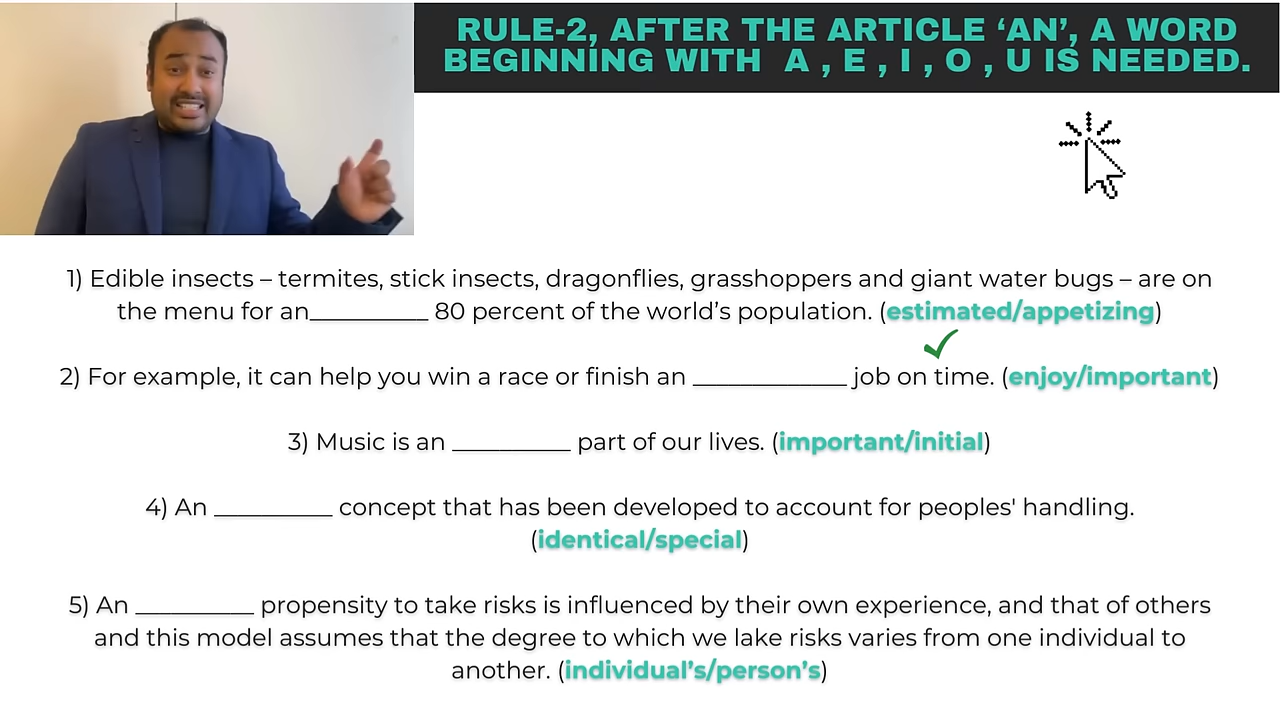 RULE-2, AFTER THE ARTICLE ‘AN’, A WORD
BEGINNING WITH A , E , I , O , U IS NEEDED.
1) Edible insects – termites, stick insects, dragonflies, grasshoppers and giant water bugs – are on
the menu for an_________ 80 percent of the world’s population. (estimated/appetizing)
2) For example, it can help you win a race or finish an ____________ job on time. (enjoy/important)
3) Music is an _________ part of our lives. (important/initial)
4) An _________ concept that has been developed to account for peoples' handling.
(identical/special)
5) An _________ propensity to take risks is influenced by their own experience, and that of others
and this model assumes that the degree to which we lake risks varies from one individual to
another. (individual’s/person’s)